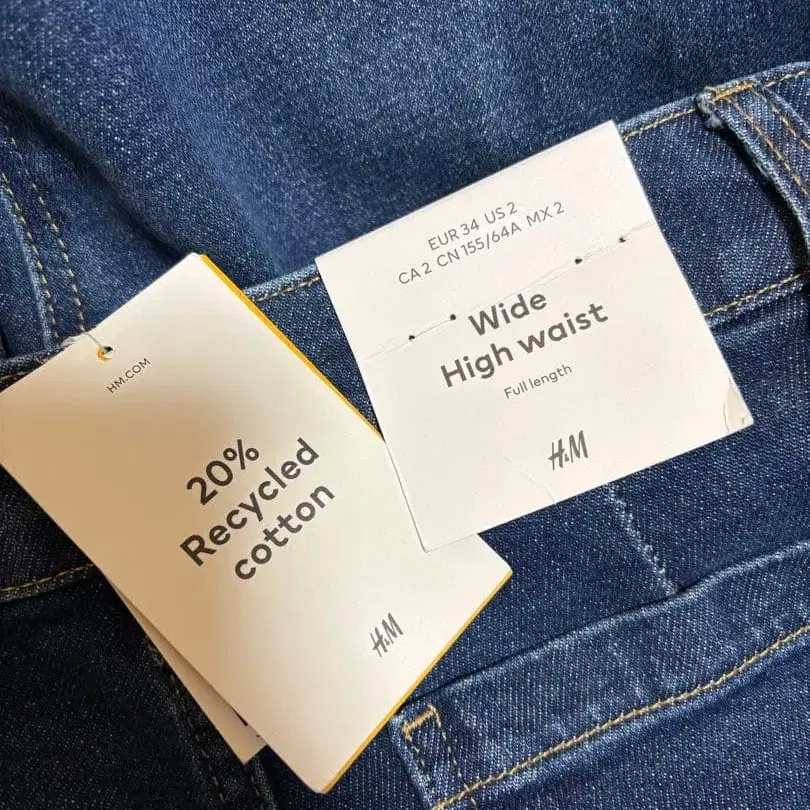 EUR 34 US 2
CA 2 CN 155/64A MX 2
Wide
High waist
Full length
H&M
HM.COM
20%
Recycled
cotton
H&M